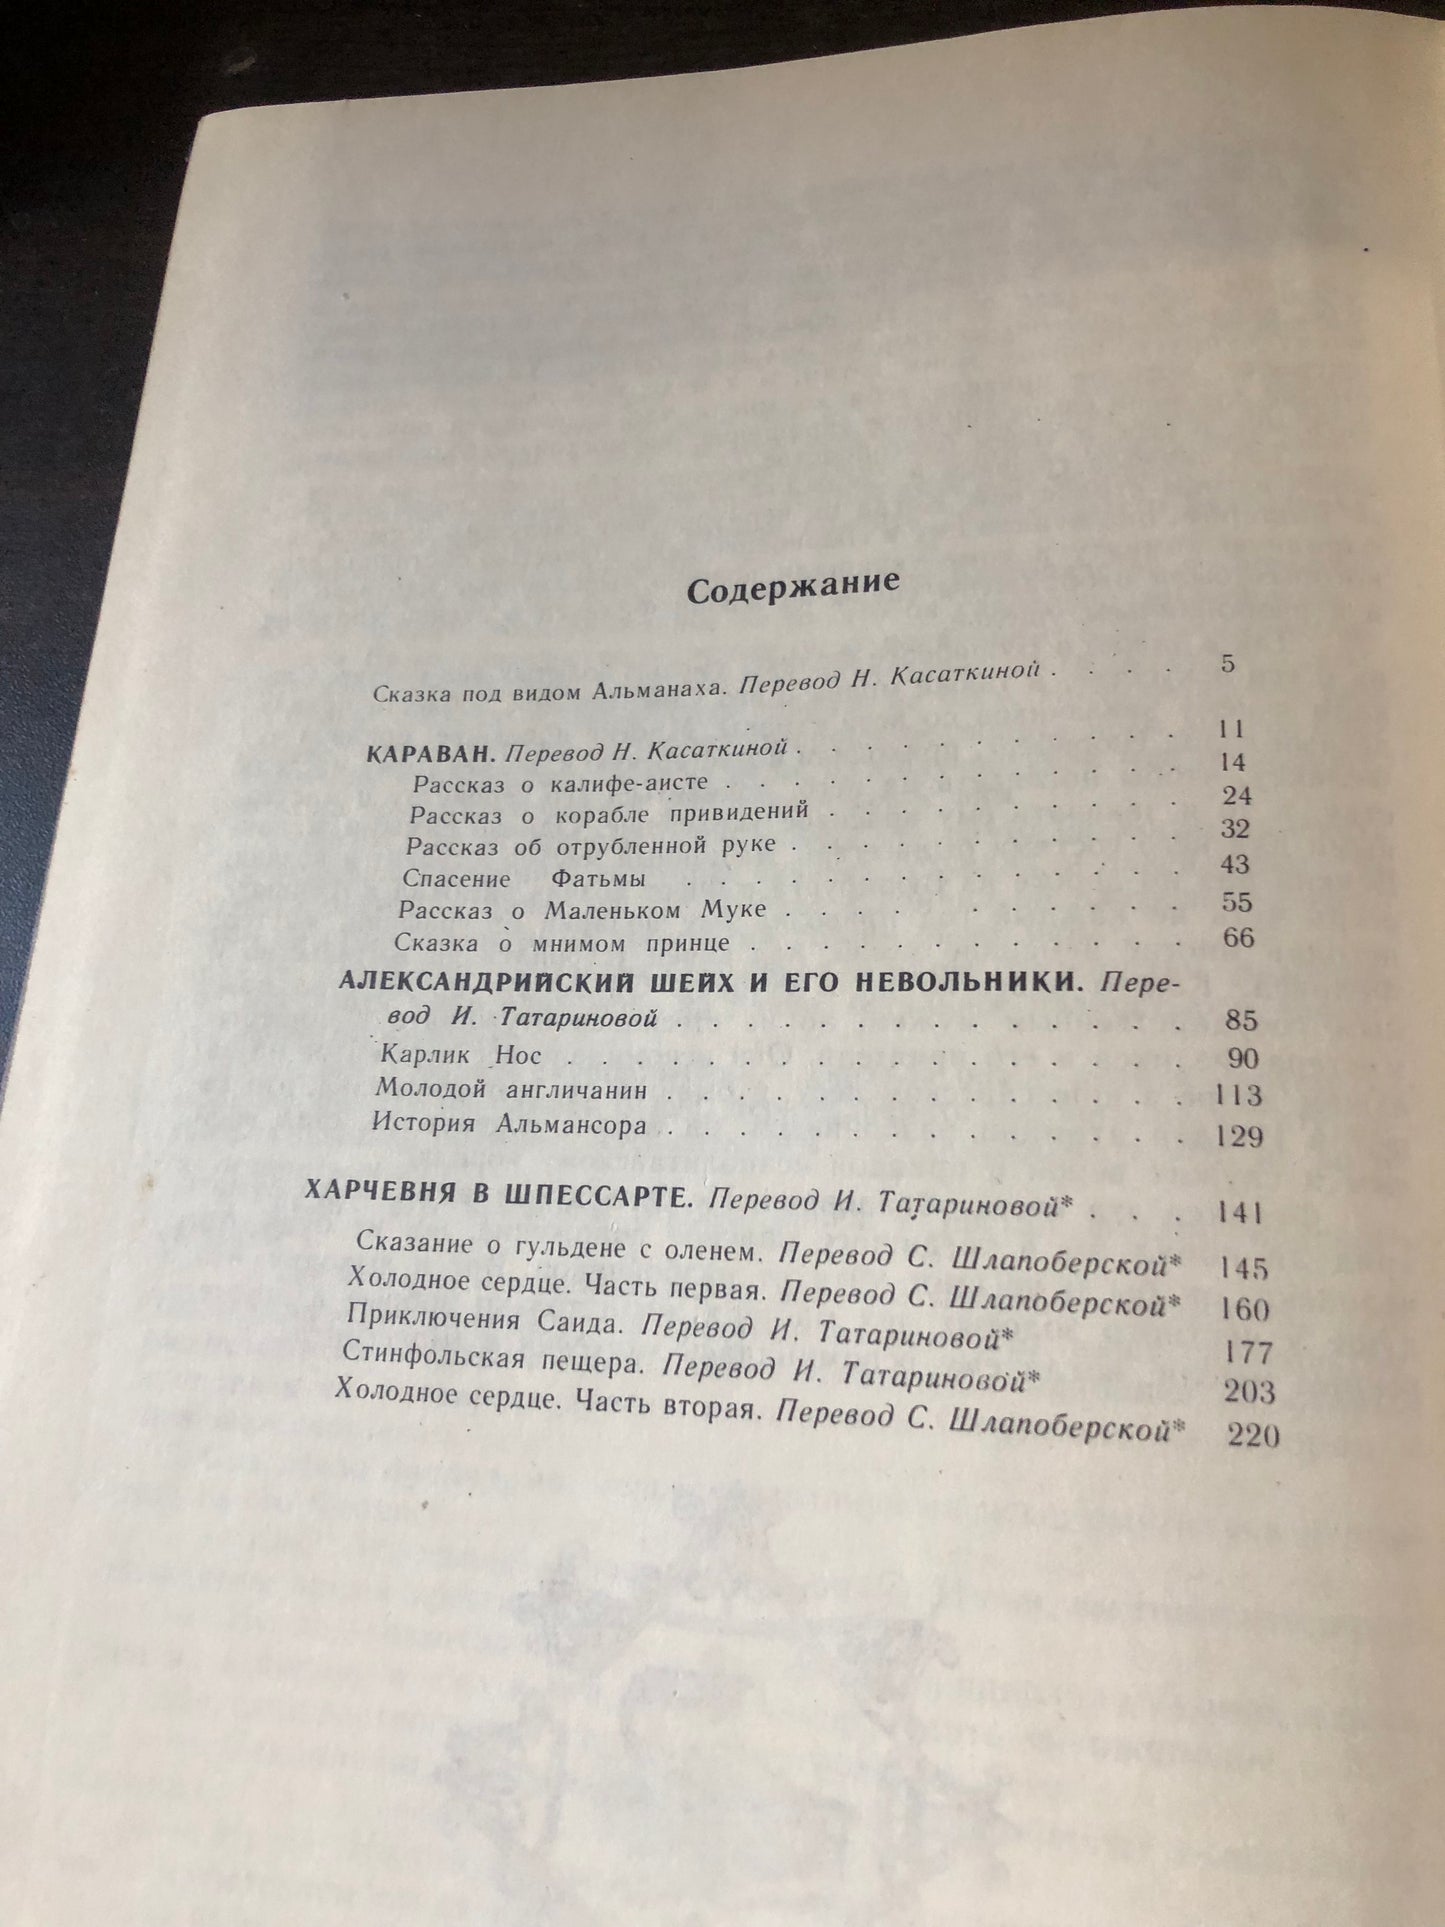 Содержание
Сказка под видом Альманаха. Перевод Н. Касаткиной . . . . 5
КАРАВАН. Перевод Н. Касаткиной . . . . . . . . . . . 11
Рассказ о калифе-аисте . . . . . . . . . . . . . 14
Рассказ о корабле привидений . . . . . . . . . . 24
Рассказ об отрубленной руке . . . . . . . . . . . 32
Спасение Фатьмы . . . . . . . . . . . . . . 43
Рассказ о Маленьком Муке . . . . . . . . . . . 55
Сказка о мнимом принце . . . . . . . . . . . . 66
АЛЕКСАНДРИЙСКИЙ ШЕЙХ И ЕГО НЕВОЛЬНИКИ. Пере-
вод И. Татариновой . . . . . . . . . . . . . . 85
Карлик Нос . . . . . . . . . . . . . . . . . 90
Молодой англичанин . . . . . . . . . . . . . . 113
История Альмансора . . . . . . . . . . . . . . 129
ХАРЧЕВНЯ В ШПЕССАРТЕ. Перевод И. Татариновой* . . . 141
Сказание о гульдене с оленем. Перевод С. Шлапоберской* 145
Холодное сердце. Часть первая. Перевод С. Шлапоберской* 160
Приключения Саида. Перевод И. Татариновой* 177
Стинфольская пещера. Перевод И. Татариновой* 203
Холодное сердце. Часть вторая. Перевод С. Шлапоберской* 220